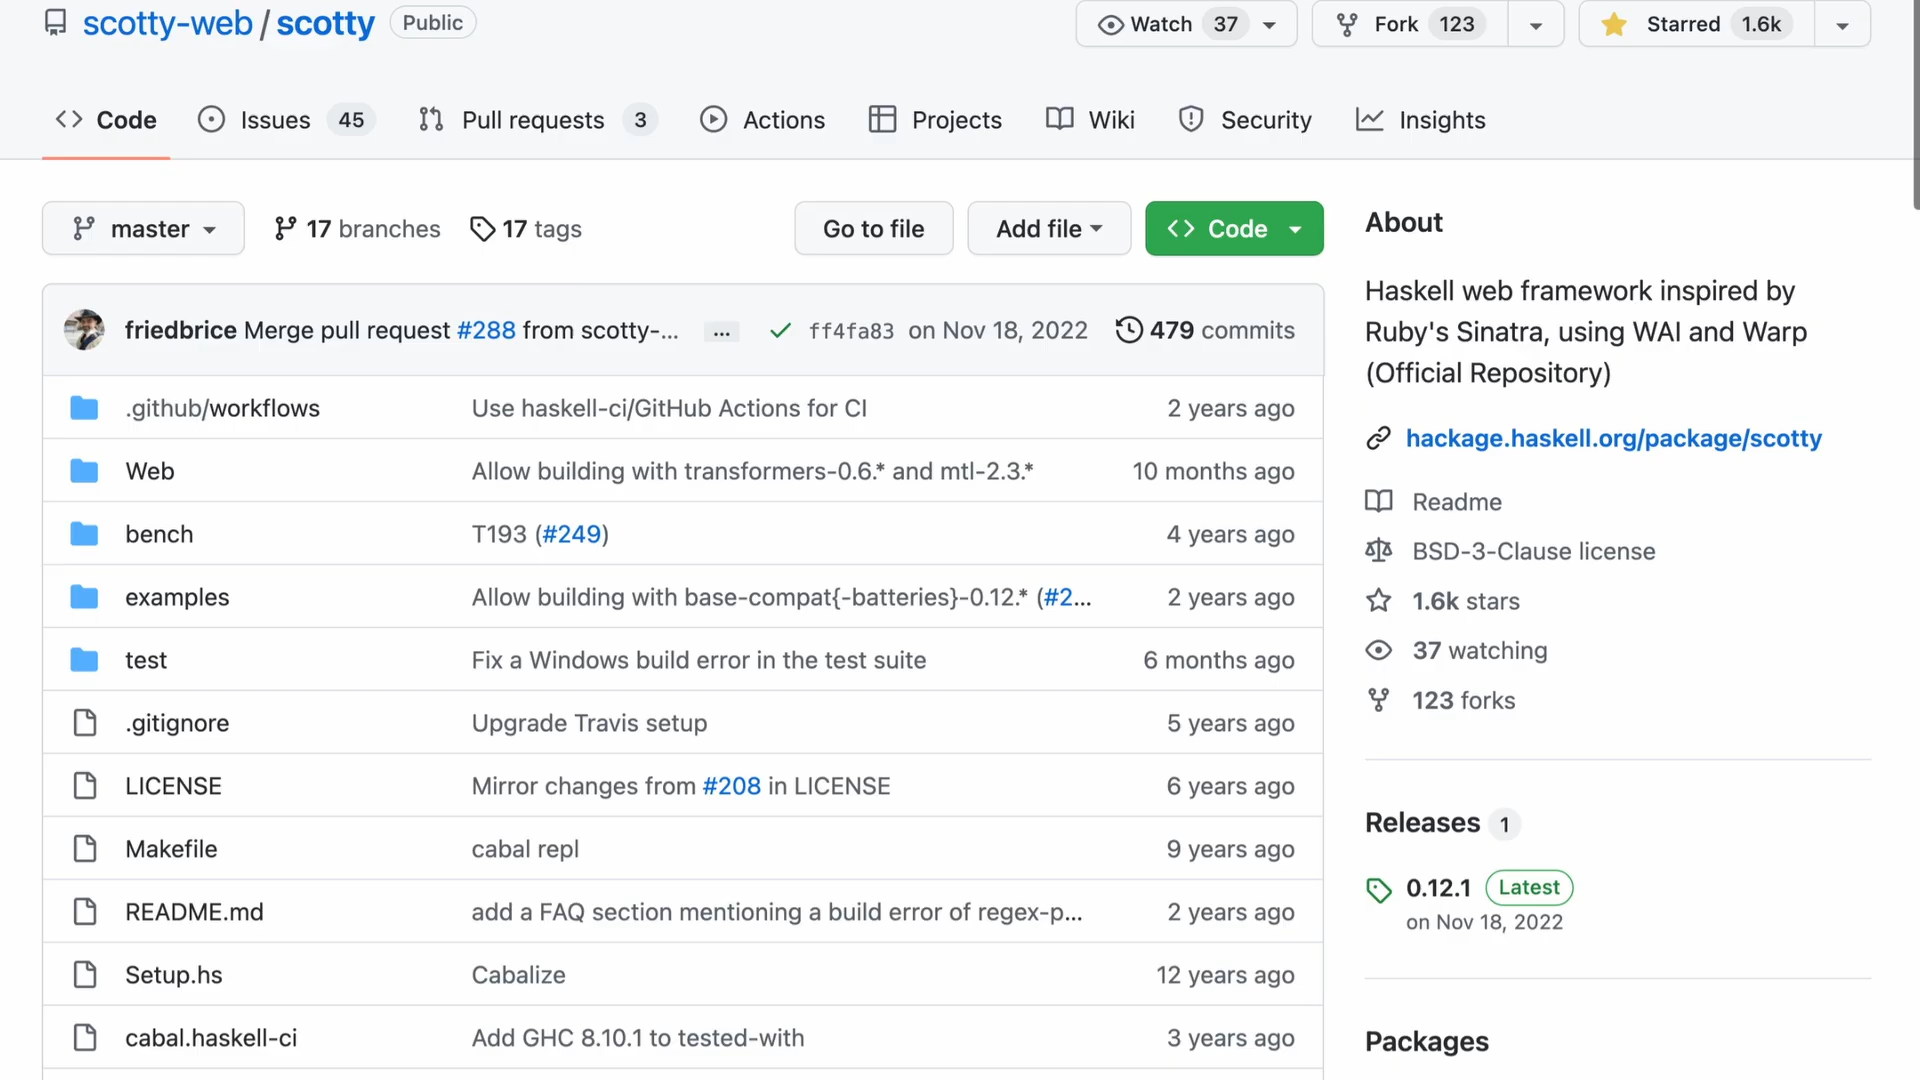 scotty-web / scotty Public Watch 37 Fork 123 Starred 1.6k
Code Issues 45 Pull requests 3 Actions Projects Wiki Security Insights
master 17 branches 17 tags Go to file Add file Code
friedbrice Merge pull request #288 from scotty-... ... ff4fa83 on Nov 18, 2022 479 commits
.github/workflows Use haskell-ci/GitHub Actions for CI 2 years ago
Web Allow building with transformers-0.6.* and mtl-2.3.* 10 months ago
bench T193 (#249) 4 years ago
examples Allow building with base-compat{-batteries}-0.12.* (#2... 2 years ago
test Fix a Windows build error in the test suite 6 months ago
.gitignore Upgrade Travis setup 5 years ago
LICENSE Mirror changes from #208 in LICENSE 6 years ago
Makefile cabal repl 9 years ago
README.md add a FAQ section mentioning a build error of regex-p... 2 years ago
Setup.hs Cabalize 12 years ago
cabal.haskell-ci Add GHC 8.10.1 to tested-with 3 years ago
About
Haskell web framework inspired by
Ruby's Sinatra, using WAI and Warp
(Official Repository)
hackage.haskell.org/package/scotty
Readme
BSD-3-Clause license
1.6k stars
37 watching
123 forks
Releases 1
0.12.1 Latest
on Nov 18, 2022
Packages